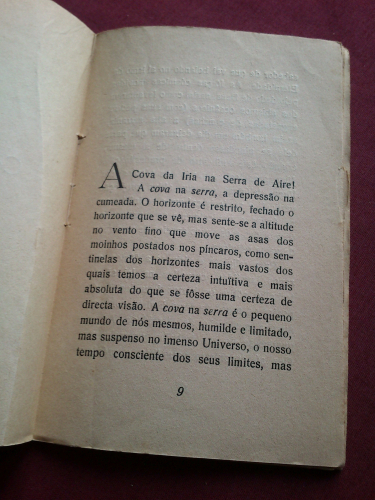 A Cova da Iria na Serra de Aire!
A cova na serra, a depressão na
cumeada. O horizonte é restrito, fechado o
horizonte que se vê, mas sente-se a altitude
no vento fino que move as asas dos
moinhos postados nos píncaros, como sen-
tinelas dos horizontes mais vastos dos
quais temos a certeza intuïtiva e mais
absoluta do que se fôsse uma certeza de
directa visão. A cova na serra é o pequeno
mundo de nós mesmos, humilde e limitado,
mas suspenso no imenso Universo, o nosso
tempo consciente dos seus limites, mas
9